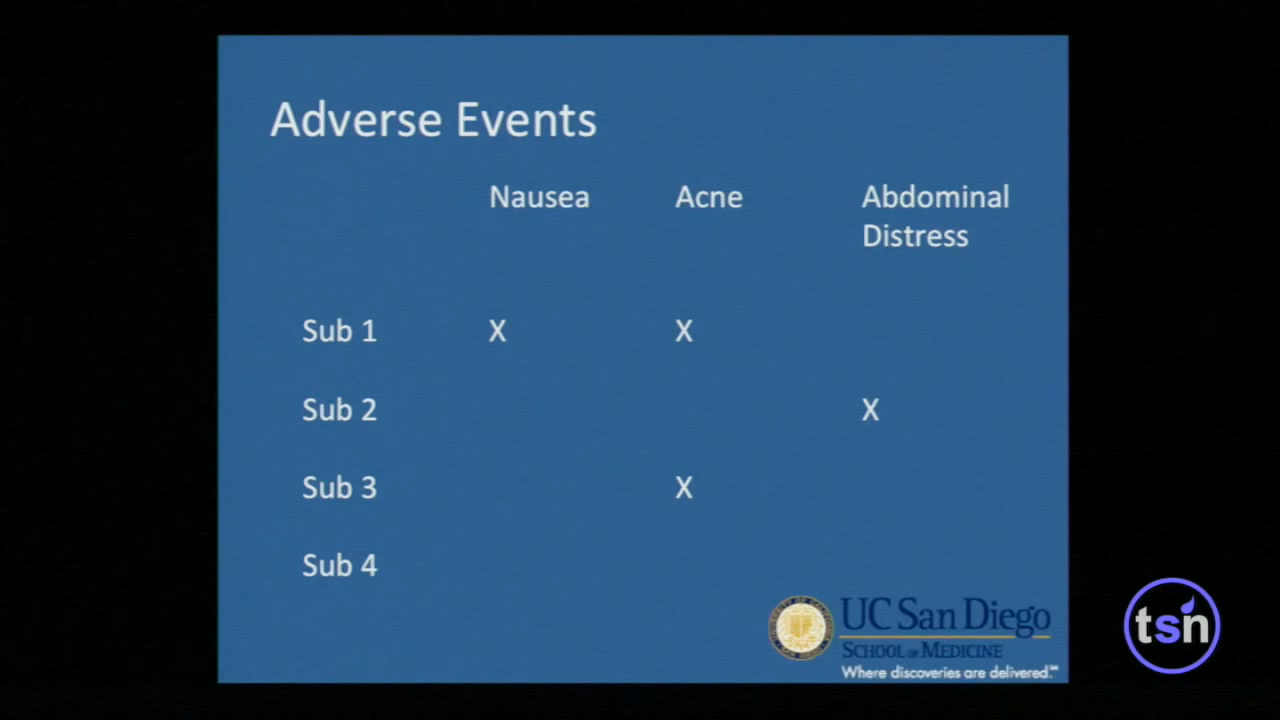 Adverse Events
Nausea Acne Abdominal
Distress
Sub 1 X X
Sub 2 X
Sub 3 X
Sub 4
UC San Diego
SCHOOL OF MEDICINE
Where discoveries are delivered.℠
tsn